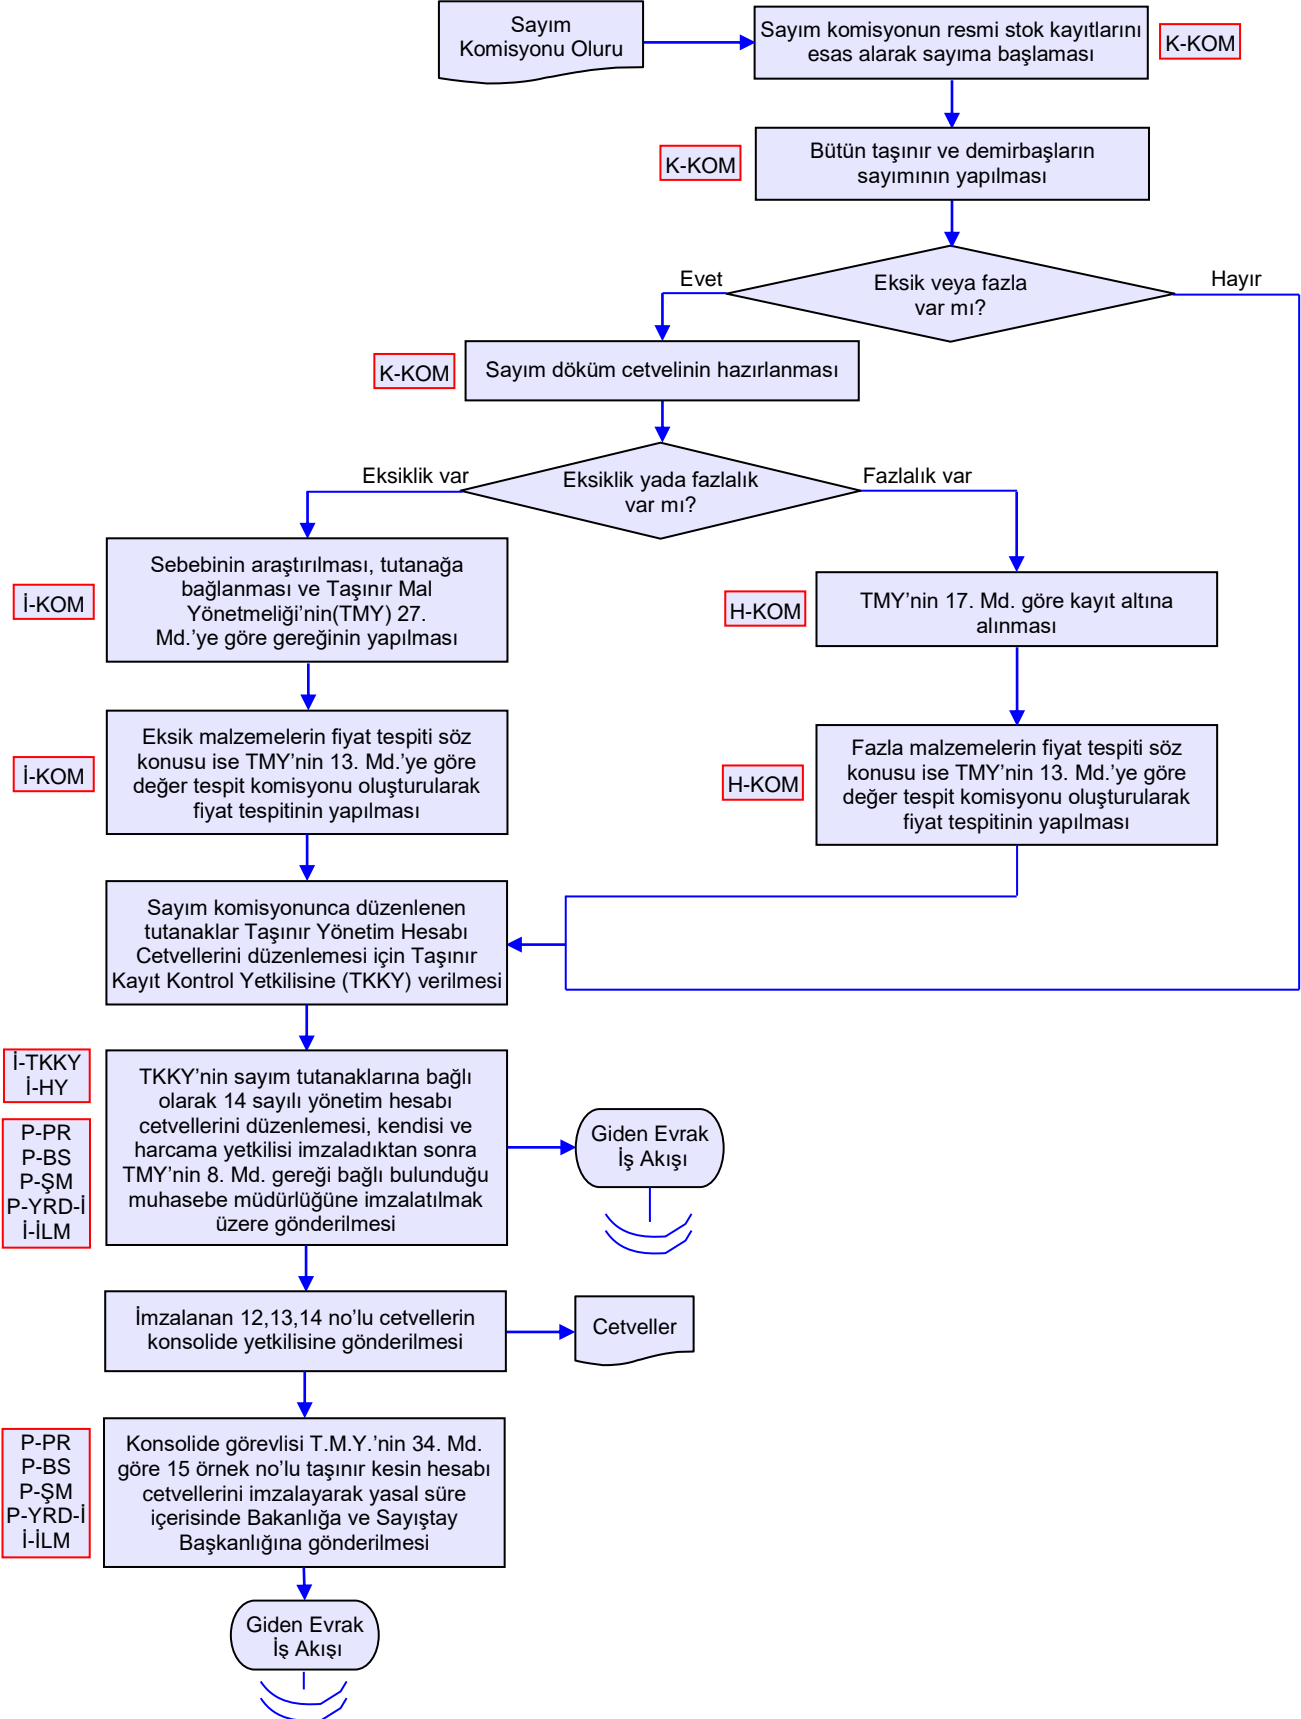 Sayım
Komisyonu Oluru
Sayım komisyonun resmi stok kayıtlarını
esas alarak sayıma başlaması
K-KOM
Bütün taşınır ve demirbaşların
sayımının yapılması
K-KOM
Eksik veya fazla
var mı?
Evet
Hayır
K-KOM
Sayım döküm cetvelinin hazırlanması
Eksiklik var
Eksiklik yada fazlalık
var mı?
Fazlalık var
İ-KOM
Sebebinin araştırılması, tutanağa
bağlanması ve Taşınır Mal
Yönetmeliği’nin(TMY) 27.
Md.’ye göre gereğinin yapılması
H-KOM
TMY’nin 17. Md. göre kayıt altına
alınması
İ-KOM
Eksik malzemelerin fiyat tespiti söz
konusu ise TMY’nin 13. Md.’ye göre
değer tespit komisyonu oluşturularak
fiyat tespitinin yapılması
H-KOM
Fazla malzemelerin fiyat tespiti söz
konusu ise TMY’nin 13. Md.’ye göre
değer tespit komisyonu oluşturularak
fiyat tespitinin yapılması
Sayım komisyonunca düzenlenen
tutanaklar Taşınır Yönetim Hesabı
Cetvellerini düzenlemesi için Taşınır
Kayıt Kontrol Yetkilisine (TKKY) verilmesi
İ-TKKY
İ-HY
P-PR
P-BS
P-ŞM
P-YRD-İ
İ-İLM
TKKY’nin sayım tutanaklarına bağlı
olarak 14 sayılı yönetim hesabı
cetvellerini düzenlemesi, kendisi ve
harcama yetkilisi imzaladıktan sonra
TMY’nin 8. Md. gereği bağlı bulunduğu
muhasebe müdürlüğüne imzalatılmak
üzere gönderilmesi
Giden Evrak
İş Akışı
İmzalanan 12,13,14 no’lu cetvellerin
konsolide yetkilisine gönderilmesi
Cetveller
P-PR
P-BS
P-ŞM
P-YRD-İ
İ-İLM
Konsolide görevlisi T.M.Y.’nin 34. Md.
göre 15 örnek no’lu taşınır kesin hesabı
cetvellerini imzalayarak yasal süre
içerisinde Bakanlığa ve Sayıştay
Başkanlığına gönderilmesi
Giden Evrak
İş Akışı